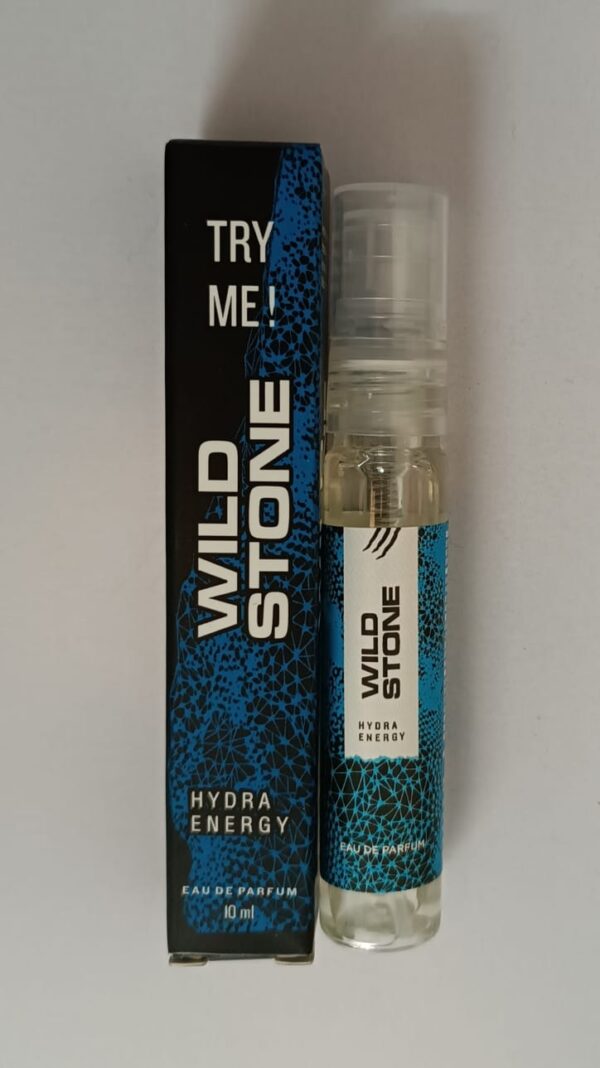 TRY
ME!
WILD
STONE
HYDRA
ENERGY
EAU DE PARFUM
10 ml
WILD
STONE
HYDRA
ENERGY
EAU DE PARFUM